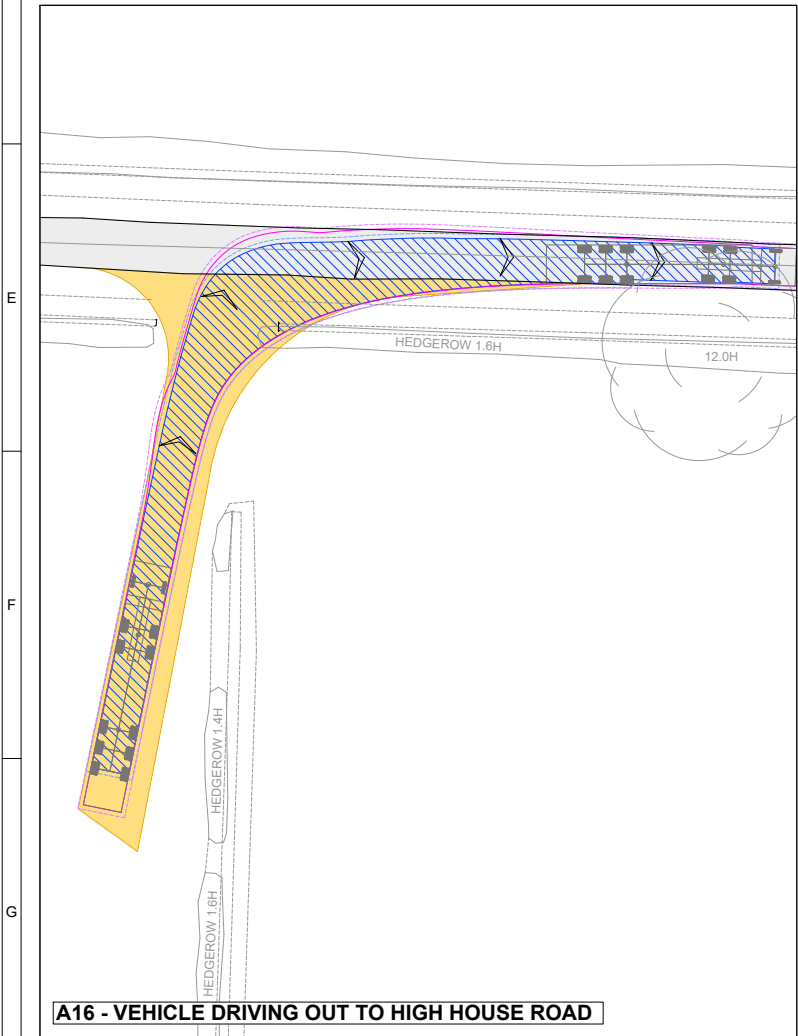 E
HEDGEROW 1.6H
12.0H
F
HEDGEROW 1.4H
G
HEDGEROW 1.6H
A16 - VEHICLE DRIVING OUT TO HIGH HOUSE ROAD